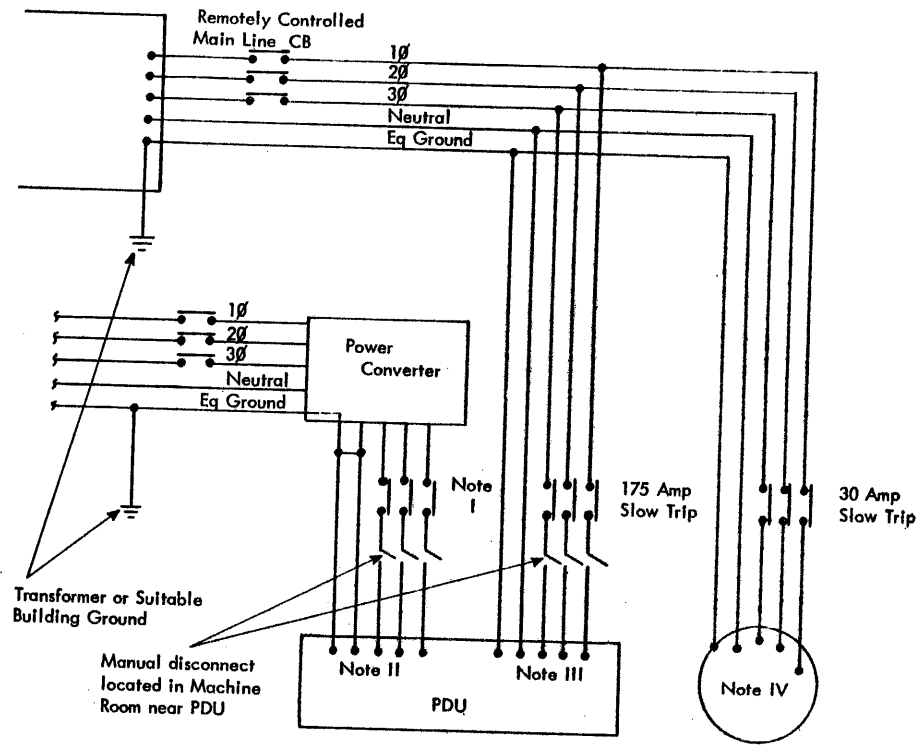 Remotely Controlled
Main Line CB
1Ø
2Ø
3Ø
Neutral
Eq Ground
1Ø
2Ø
3Ø
Neutral
Eq Ground
Power
Converter
Note
I
175 Amp
Slow Trip
30 Amp
Slow Trip
Transformer or Suitable
Building Ground
Manual disconnect
located in Machine
Room near PDU
Note II
Note III
PDU
Note IV